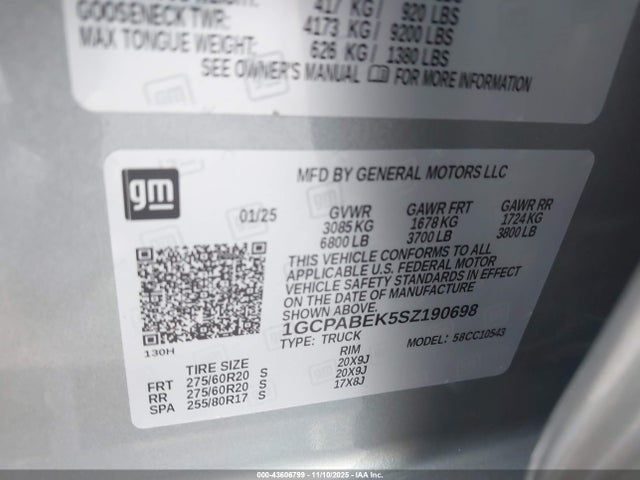 417 KG/ 920 LBS
GOOSENECK TWR: 4173 KG/ 9200 LBS
MAX TONGUE WEIGHT: 626 KG/ 1380 LBS
SEE OWNER'S MANUAL FOR MORE INFORMATION
gm
MFD BY GENERAL MOTORS LLC
01/25 GVWR GAWR FRT GAWR RR
3085 KG 1678 KG 1724 KG
6800 LB 3700 LB 3800 LB
THIS VEHICLE CONFORMS TO ALL
APPLICABLE U.S. FEDERAL MOTOR
VEHICLE SAFETY STANDARDS IN EFFECT
ON THE DATE OF MANUFACTURE
SHOWN ABOVE.
1GCPABEK5SZ190698
TYPE: TRUCK MODEL: 58CC10543
130H
TIRE SIZE RIM
FRT 275/60R20 S 20X9J
RR 275/60R20 S 20X9J
SPA 255/80R17 S 17X8J
000-43606799 - 11/10/2025 - IAA Inc.